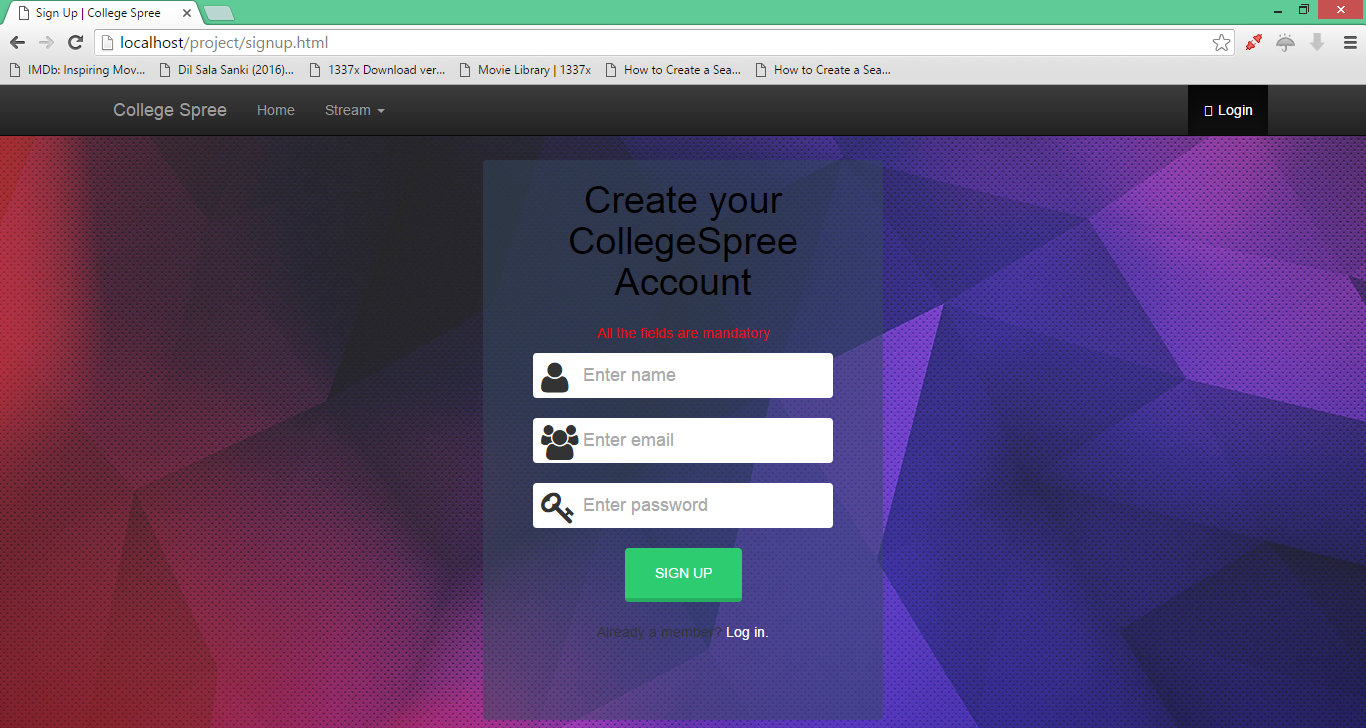 Sign Up | College Spree
localhost/project/signup.html
IMDb: Inspiring Mov... Dil Sala Sanki (2016)... 1337x Download ver... Movie Library | 1337x How to Create a Sea... How to Create a Sea...
College Spree Home Stream Login
Create your
CollegeSpree
Account
All the fields are mandatory
Enter name
Enter email
Enter password
SIGN UP
Already a member? Log in.